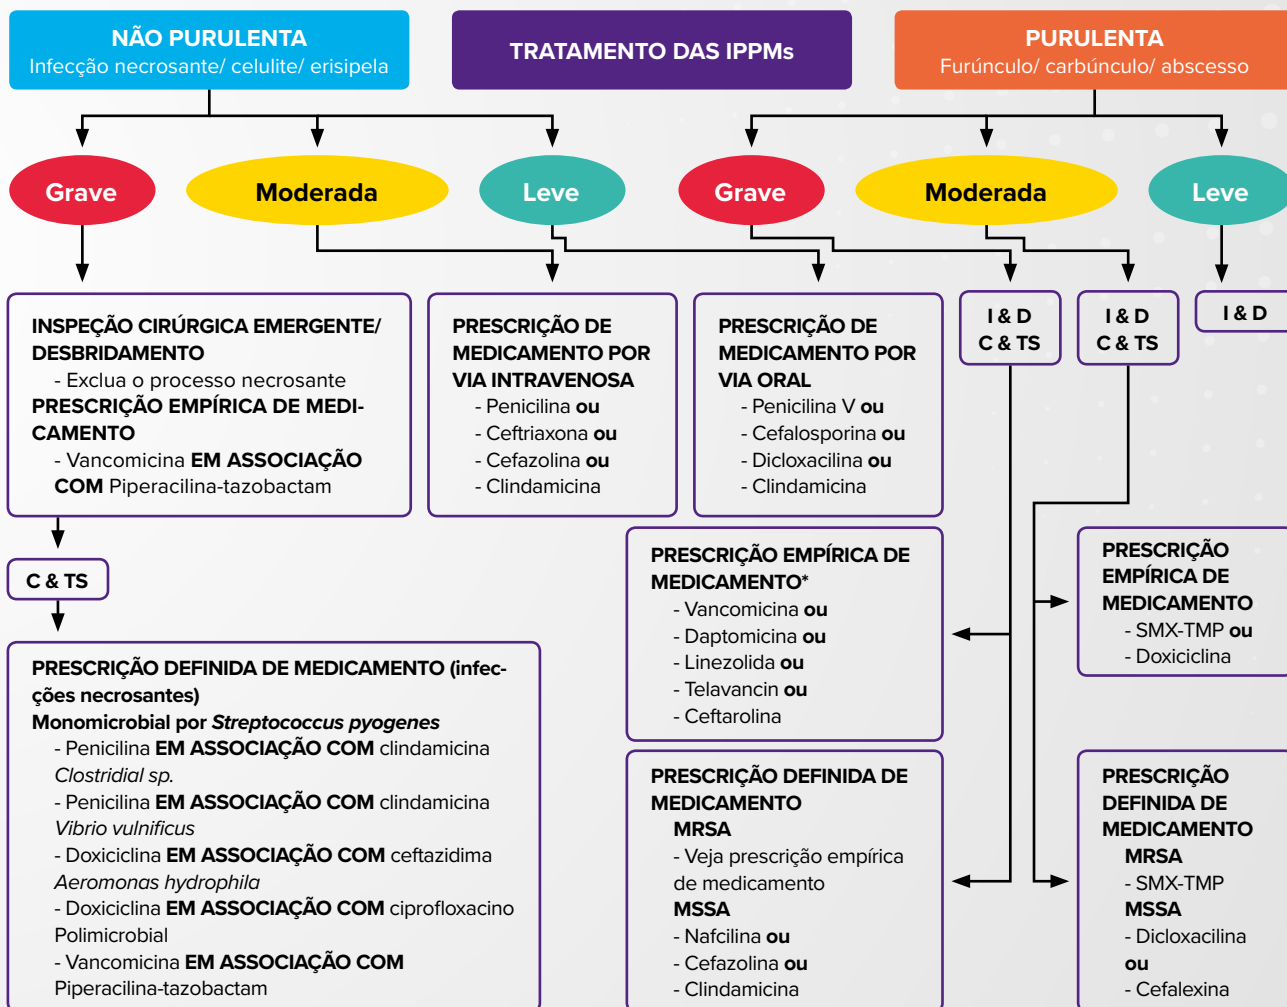 NÃO PURULENTA
Infecção necrosante/ celulite/ erisipela
TRATAMENTO DAS IPPMs
PURULENTA
Furúnculo/ carbúnculo/ abscesso
Grave
Moderada
Leve
Grave
Moderada
Leve
INSPEÇÃO CIRÚRGICA EMERGENTE/
DESBRIDAMENTO
- Exclua o processo necrosante
PRESCRIÇÃO EMPÍRICA DE MEDI-
CAMENTO
- Vancomicina EM ASSOCIAÇÃO
COM Piperacilina-tazobactam
PRESCRIÇÃO DE
MEDICAMENTO POR
VIA INTRAVENOSA
- Penicilina ou
- Ceftriaxona ou
- Cefazolina ou
- Clindamicina
PRESCRIÇÃO DE
MEDICAMENTO POR
VIA ORAL
- Penicilina V ou
- Cefalosporina ou
- Dicloxacilina ou
- Clindamicina
I & D
C & TS
I & D
C & TS
I & D
C & TS
PRESCRIÇÃO DEFINIDA DE MEDICAMENTO (infec-
ções necrosantes)
Monomicrobial por Streptococcus pyogenes
- Penicilina EM ASSOCIAÇÃO COM clindamicina
Clostridial sp.
- Penicilina EM ASSOCIAÇÃO COM clindamicina
Vibrio vulnificus
- Doxiciclina EM ASSOCIAÇÃO COM ceftazidima
Aeromonas hydrophila
- Doxiciclina EM ASSOCIAÇÃO COM ciprofloxacino
Polimicrobial
- Vancomicina EM ASSOCIAÇÃO COM
Piperacilina-tazobactam
PRESCRIÇÃO EMPÍRICA DE
MEDICAMENTO*
- Vancomicina ou
- Daptomicina ou
- Linezolida ou
- Telavancin ou
- Ceftarolina
PRESCRIÇÃO
EMPÍRICA DE
MEDICAMENTO
- SMX-TMP ou
- Doxiciclina
PRESCRIÇÃO DEFINIDA DE
MEDICAMENTO
MRSA
- Veja prescrição empírica
de medicamento
MSSA
- Nafcilina ou
- Cefazolina ou
- Clindamicina
PRESCRIÇÃO
DEFINIDA DE
MEDICAMENTO
MRSA
- SMX-TMP
MSSA
- Dicloxacilina
ou
- Cefalexina